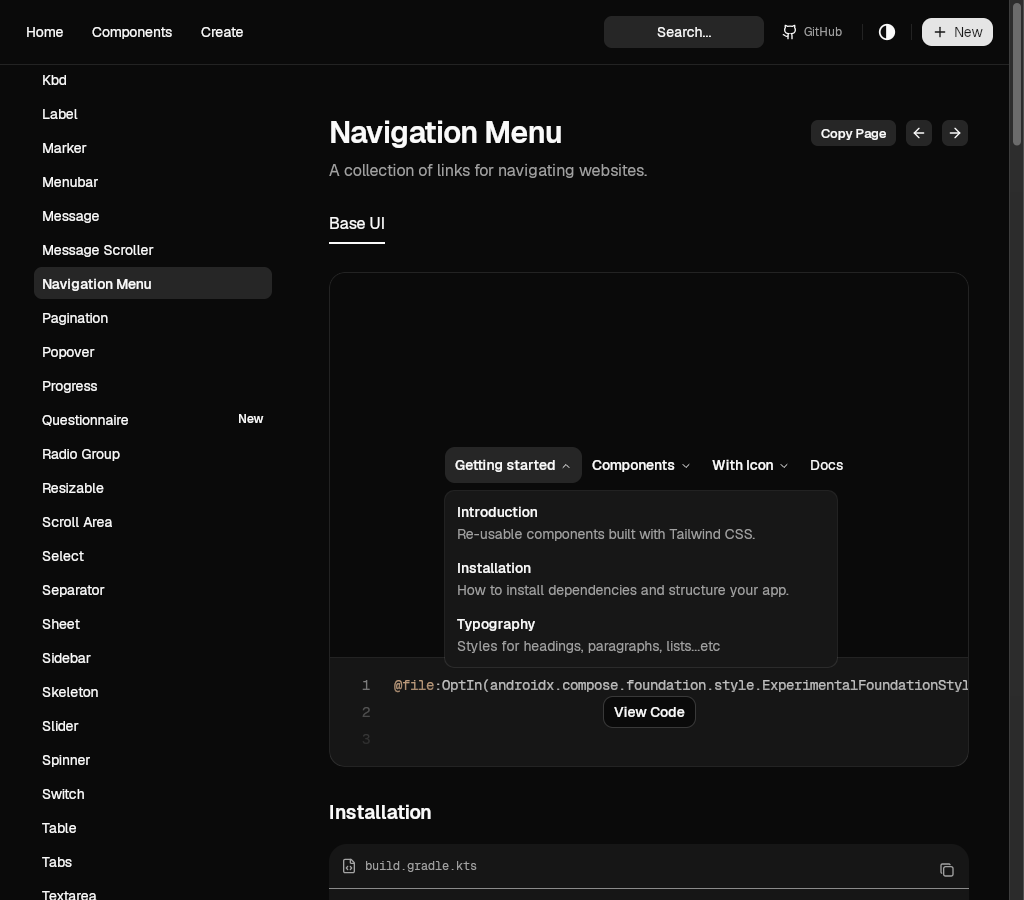 Home
Components
Create
Search...
GitHub
New
Kbd
Label
Marker
Menubar
Message
Message Scroller
Navigation Menu
Pagination
Popover
Progress
Questionnaire New
Radio Group
Resizable
Scroll Area
Select
Separator
Sheet
Sidebar
Skeleton
Slider
Spinner
Switch
Table
Tabs
Textarea
Navigation Menu
Copy Page
A collection of links for navigating websites.
Base UI
Getting started
Components
With Icon
Docs
Introduction
Re-usable components built with Tailwind CSS.
Installation
How to install dependencies and structure your app.
Typography
Styles for headings, paragraphs, lists...etc
1 @file:OptIn(androidx.compose.foundation.style.ExperimentalFoundationStyl
2
View Code
3
Installation
build.gradle.kts